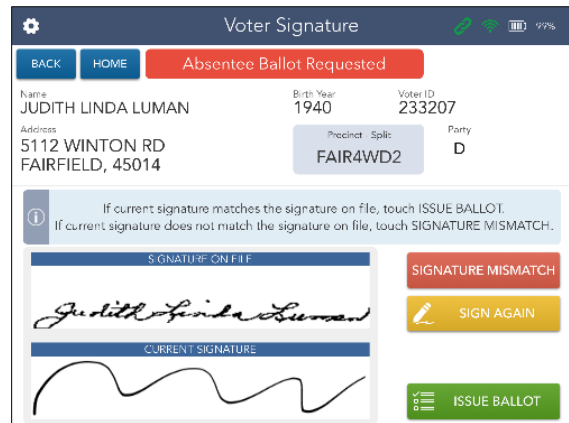 Voter Signature
99%
BACK
HOME
Absentee Ballot Requested
Name
JUDITH LINDA LUMAN
Birth Year
1940
Voter ID
233207
Address
5112 WINTON RD
FAIRFIELD, 45014
Precinct - Split
FAIR4WD2
Party
D
If current signature matches the signature on file, touch ISSUE BALLOT.
If current signature does not match the signature on file, touch SIGNATURE MISMATCH.
SIGNATURE ON FILE
Judith Linda Luman
CURRENT SIGNATURE
SIGNATURE MISMATCH
SIGN AGAIN
ISSUE BALLOT